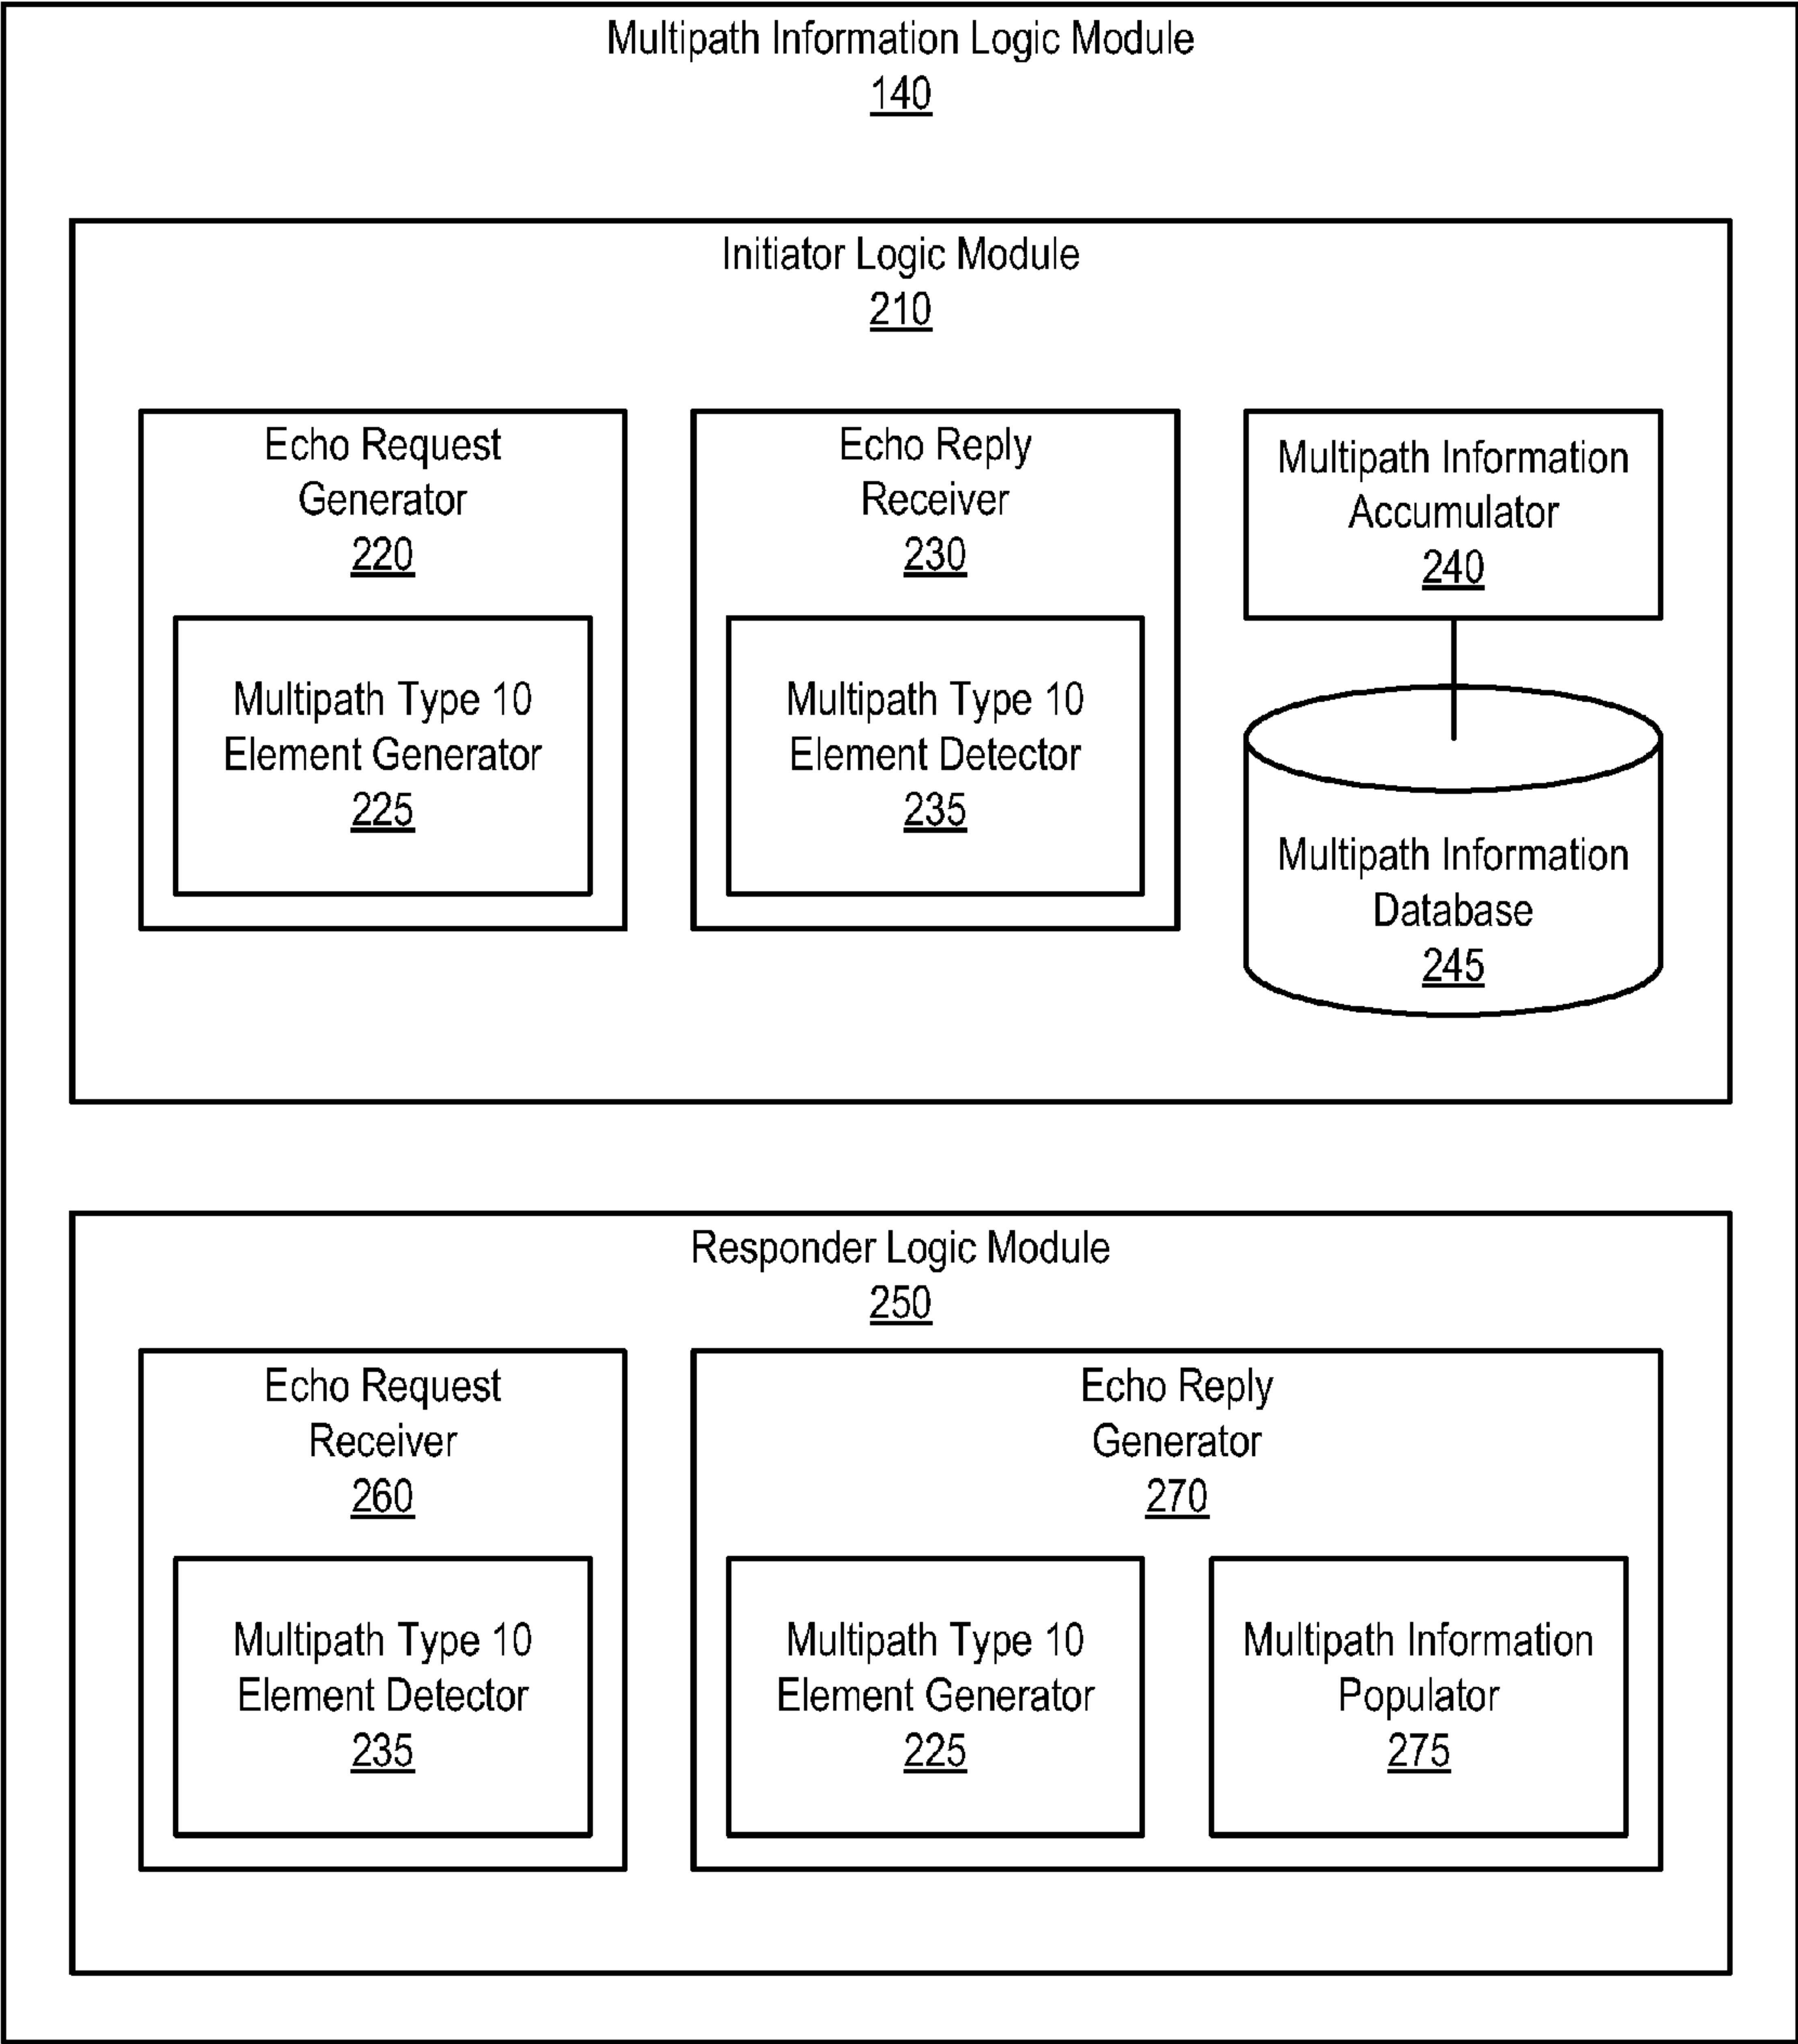 Multipath Information Logic Module
140
Initiator Logic Module
210
Echo Request
Generator
220
Multipath Type 10
Element Generator
225
Echo Reply
Receiver
230
Multipath Type 10
Element Detector
235
Multipath Information
Accumulator
240
Multipath Information
Database
245
Responder Logic Module
250
Echo Request
Receiver
260
Multipath Type 10
Element Detector
235
Echo Reply
Generator
270
Multipath Type 10
Element Generator
225
Multipath Information
Populator
275